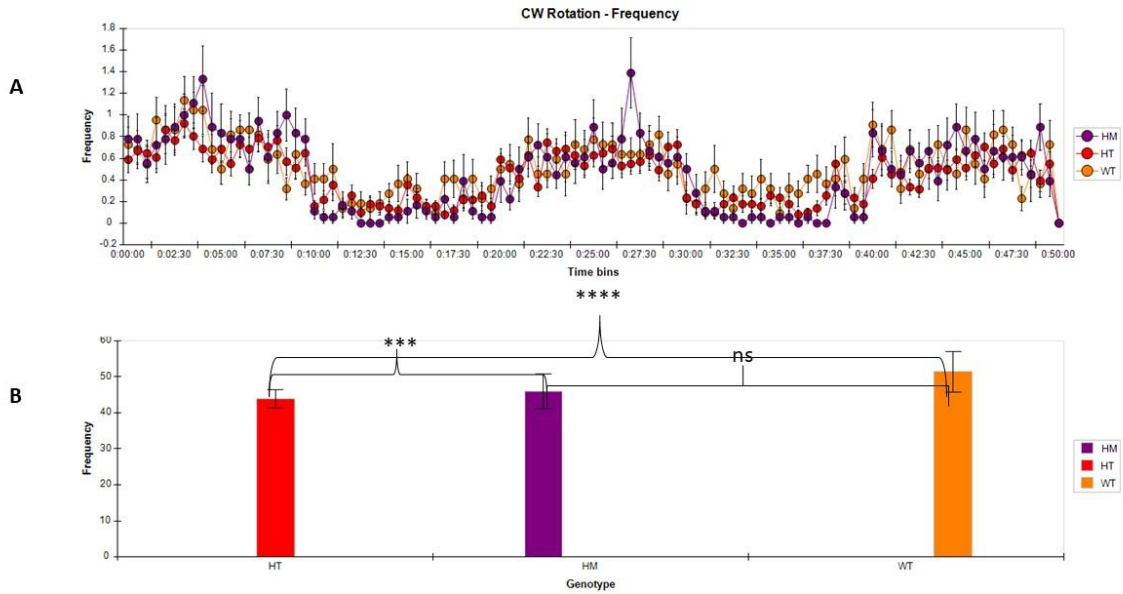 CW Rotation - Frequency
A
1.8
1.6
1.4
1.2
1
0.8
0.6
0.4
0.2
0
-0.2
Frequency
0:00:00 0:02:30 0:05:00 0:07:30 0:10:00 0:12:30 0:15:00 0:17:30 0:20:00 0:22:30 0:25:00 0:27:30 0:30:00 0:32:30 0:35:00 0:37:30 0:40:00 0:42:30 0:45:00 0:47:30 0:50:00
Time bins
HM
HT
WT
****
***
ns
B
60
50
40
30
20
10
0
Frequency
HT HM WT
Genotype
HM
HT
WT